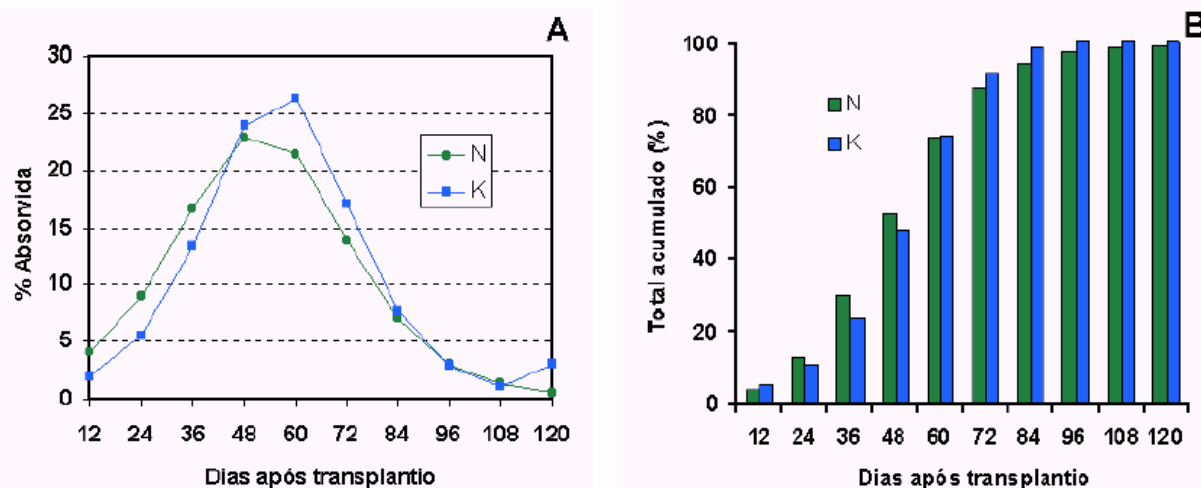 A
30
25
20
15
10
5
0
% Absorvida
N
K
12 24 36 48 60 72 84 96 108 120
Dias após transplantio
B
100
80
60
40
20
0
Total acumulado (%)
N
K
12 24 36 48 60 72 84 96 108 120
Dias após transplantio